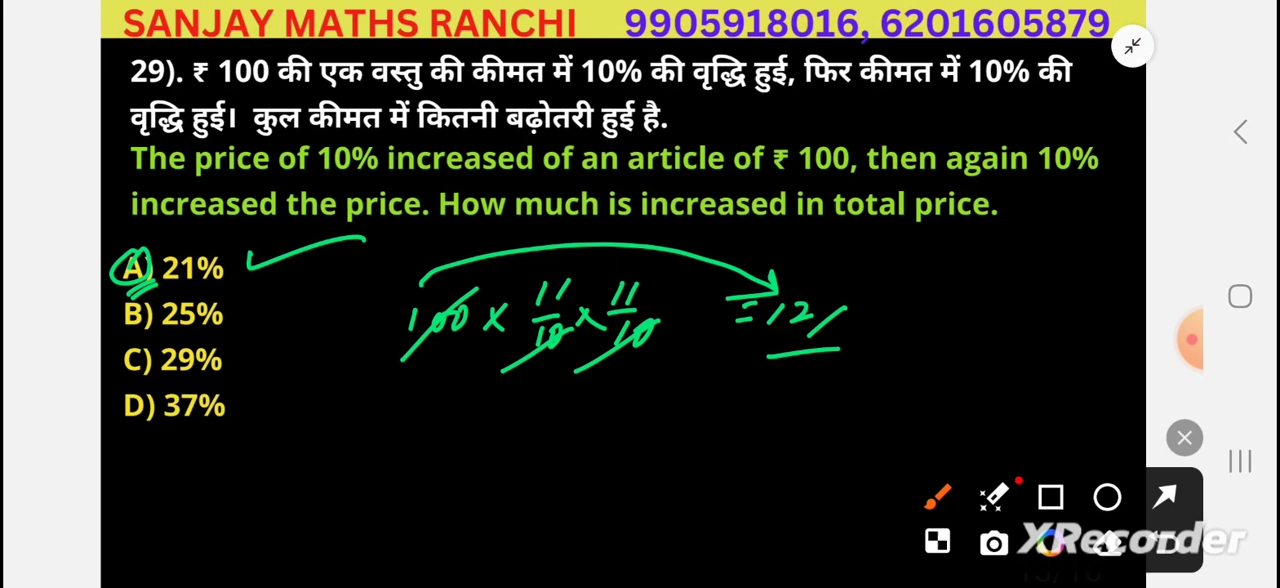 SANJAY MATHS RANCHI 9905918016, 6201605879
29). ₹ 100 की एक वस्तु की कीमत में 10% की वृद्धि हुई, फिर कीमत में 10% की
वृद्धि हुई। कुल कीमत में कितनी बढ़ोतरी हुई है.
The price of 10% increased of an article of ₹ 100, then again 10%
increased the price. How much is increased in total price.
A) 21%
B) 25%
C) 29%
D) 37%
100 × 11/10 × 11/10 = 121
XRecorder